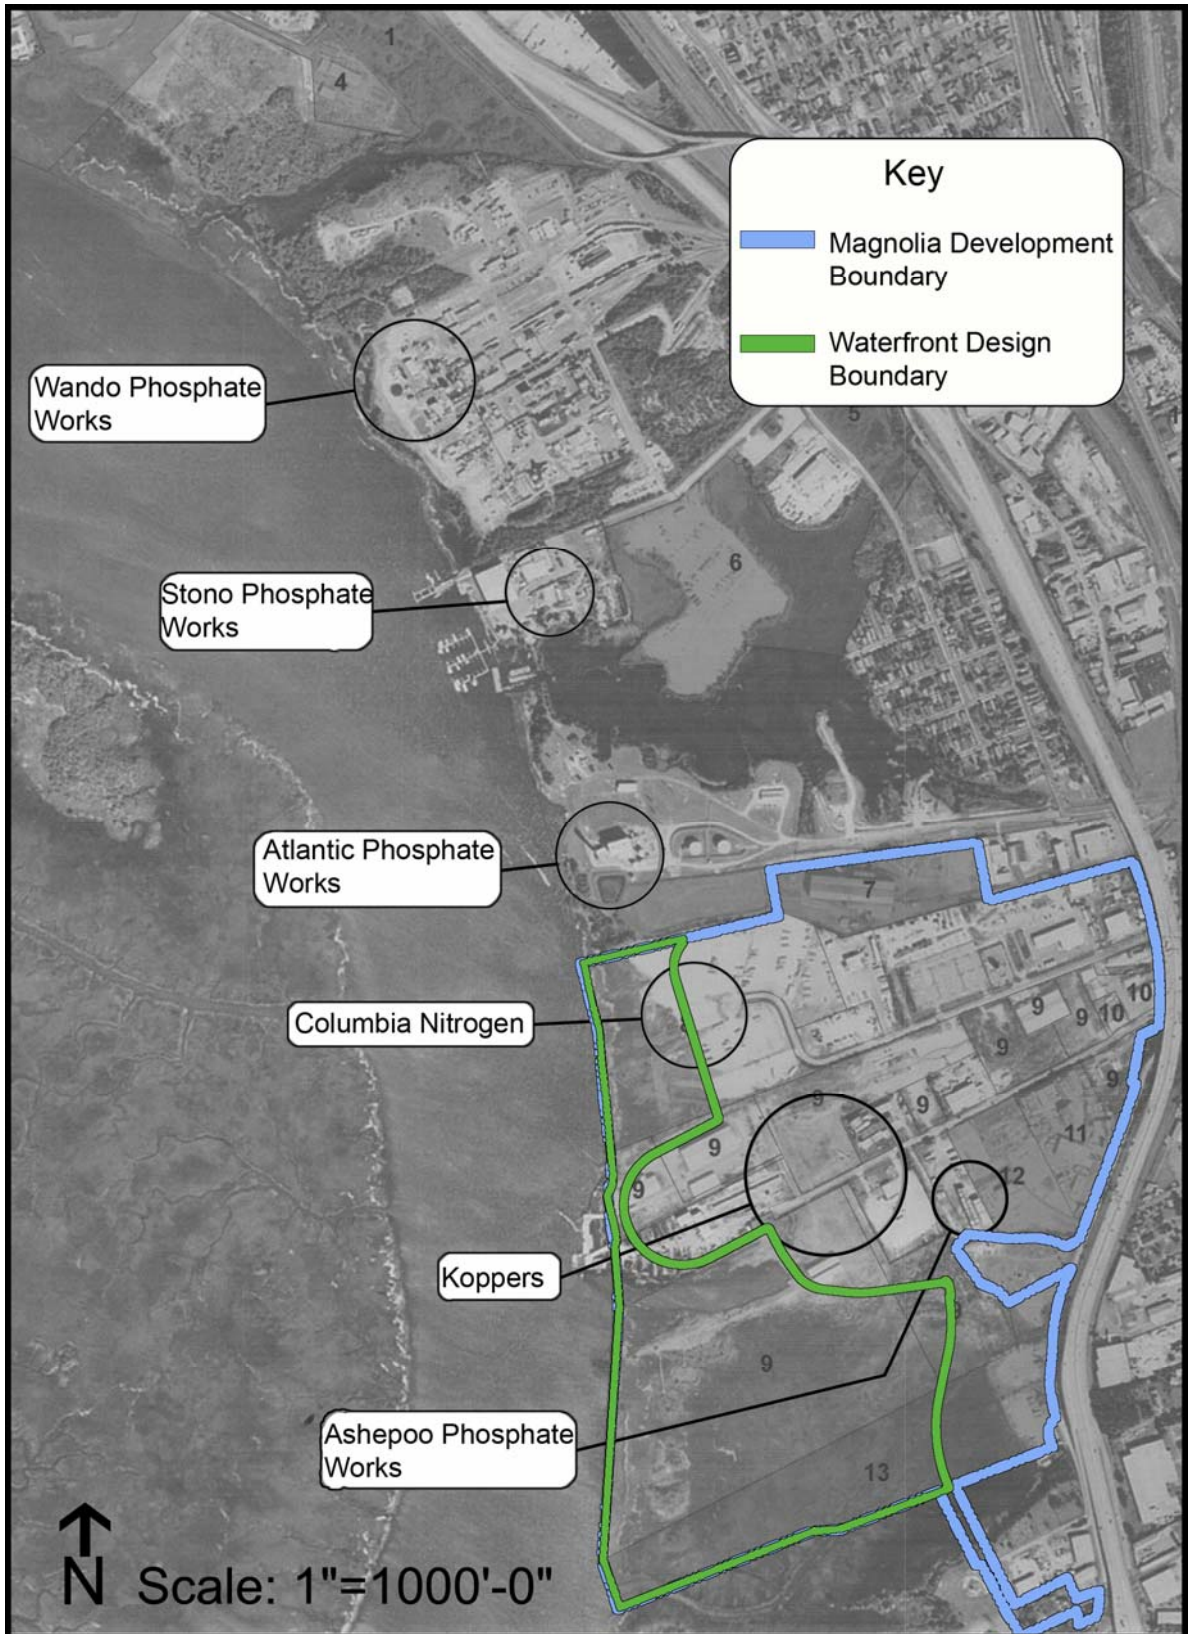 1
4
Key
Magnolia Development
Boundary
Waterfront Design
Boundary
Wando Phosphate
Works
5
6
Stono Phosphate
Works
Atlantic Phosphate
Works
7
Columbia Nitrogen
10
9
9
10
9
9
9
9
11
9
12
9
Koppers
9
9
Ashepoo Phosphate
Works
13
N
Scale: 1"=1000'-0"